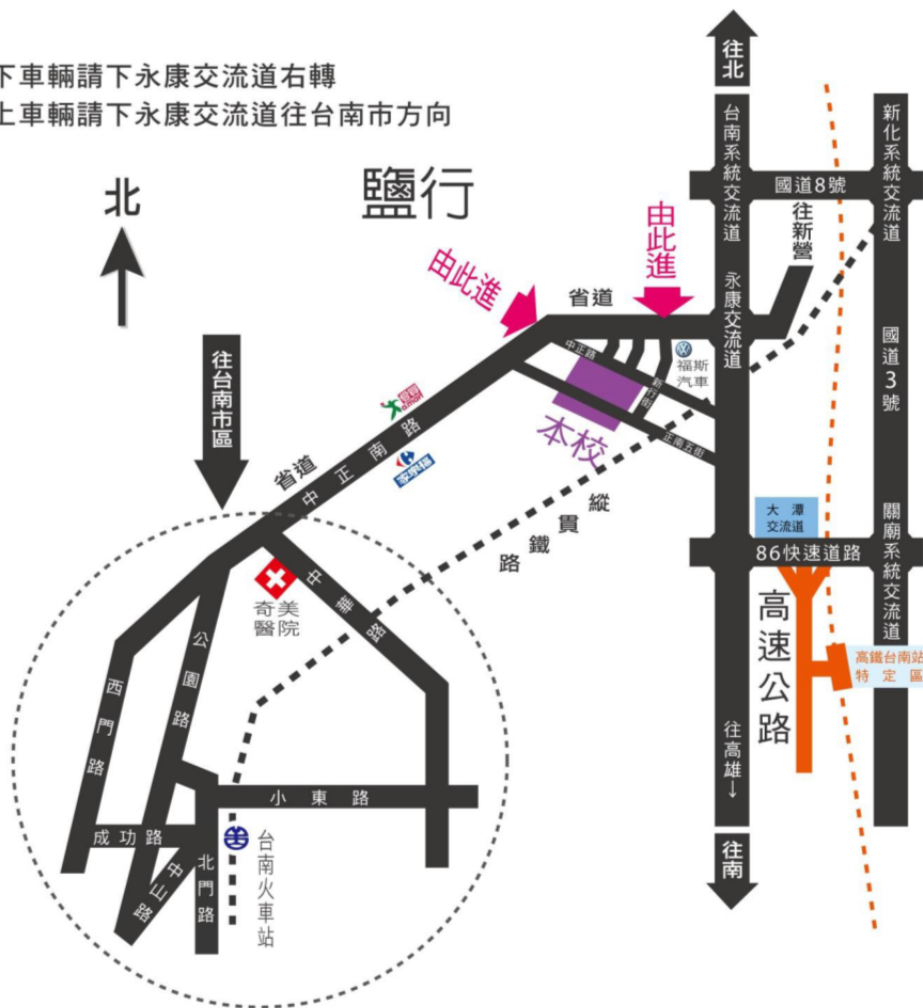 下車輛請下永康交流道右轉
上車輛請下永康交流道往台南市方向
北
鹽行
往北
台南系統交流道
新化系統交流道
國道8號
往新營
由此進
由此進
省道
永康交流道
中正路
福斯
汽車
新行街
國道3號
往台南市區
本校
正南五街
家樂福
省道
中正南路
縱貫鐵路
大潭
交流道
86快速道路
關廟系統交流道
奇美
醫院
中華路
高速公路
高鐵台南站
特定區
公園路
西門路
往高雄↓
小東路
成功路
中山路
北門路
台南火車站
往南